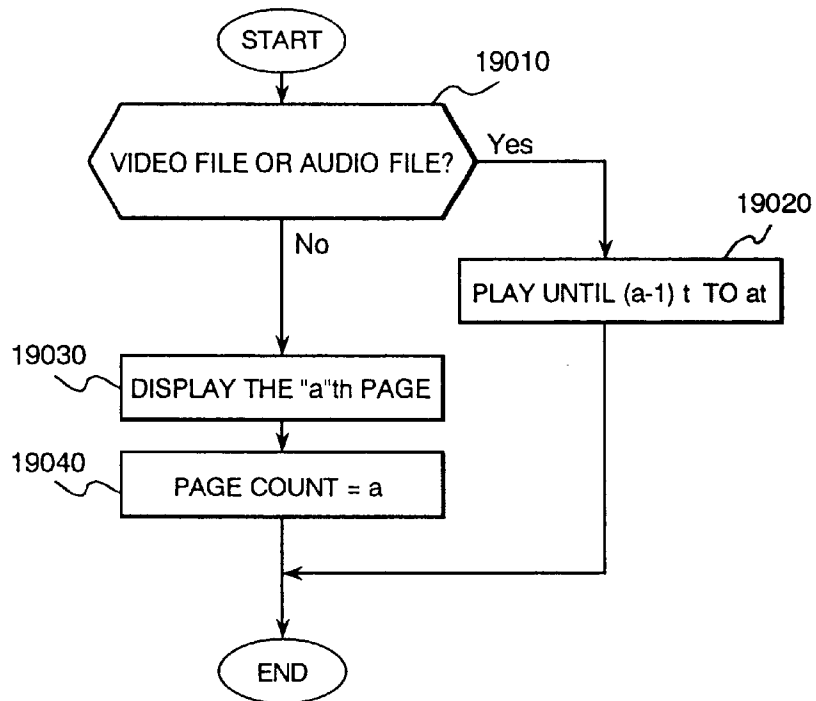 START
19010
VIDEO FILE OR AUDIO FILE?
Yes
No
19020
PLAY UNTIL (a-1) t TO at
19030
DISPLAY THE "a"th PAGE
19040
PAGE COUNT = a
END